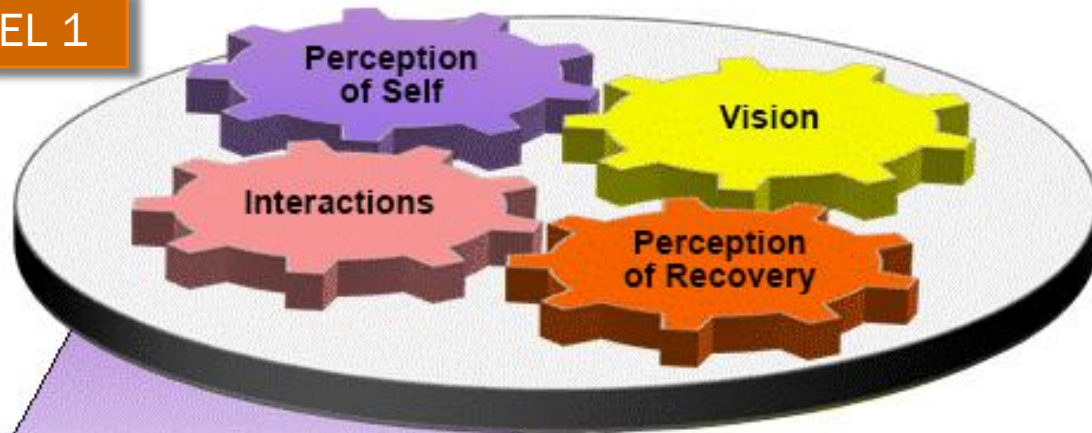 EL 1
Perception
of Self
Vision
Interactions
Perception
of Recovery